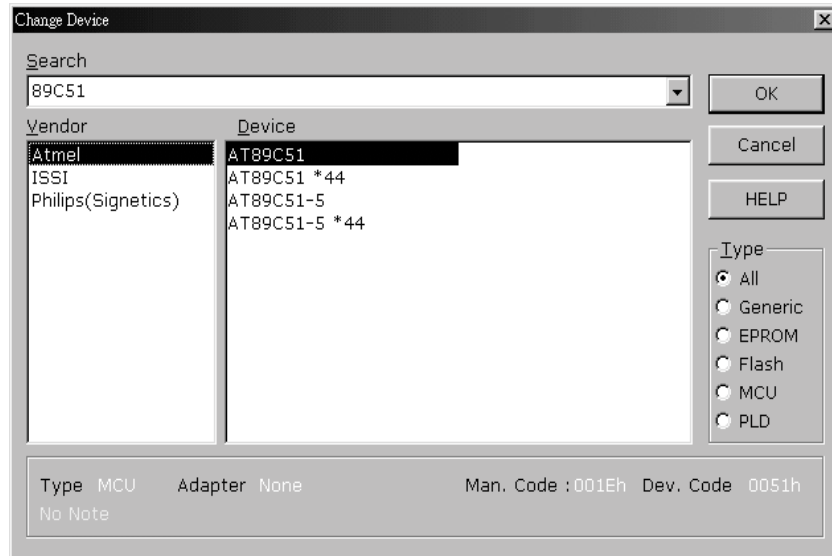 Change Device
Search
89C51
OK
Vendor
Device
Cancel
Atmel
ISSI
Philips(Signetics)
AT89C51
AT89C51 *44
AT89C51-5
AT89C51-5 *44
HELP
Type
All
Generic
EPROM
Flash
MCU
PLD
Type MCU Adapter None Man. Code :001Eh Dev. Code 0051h
No Note